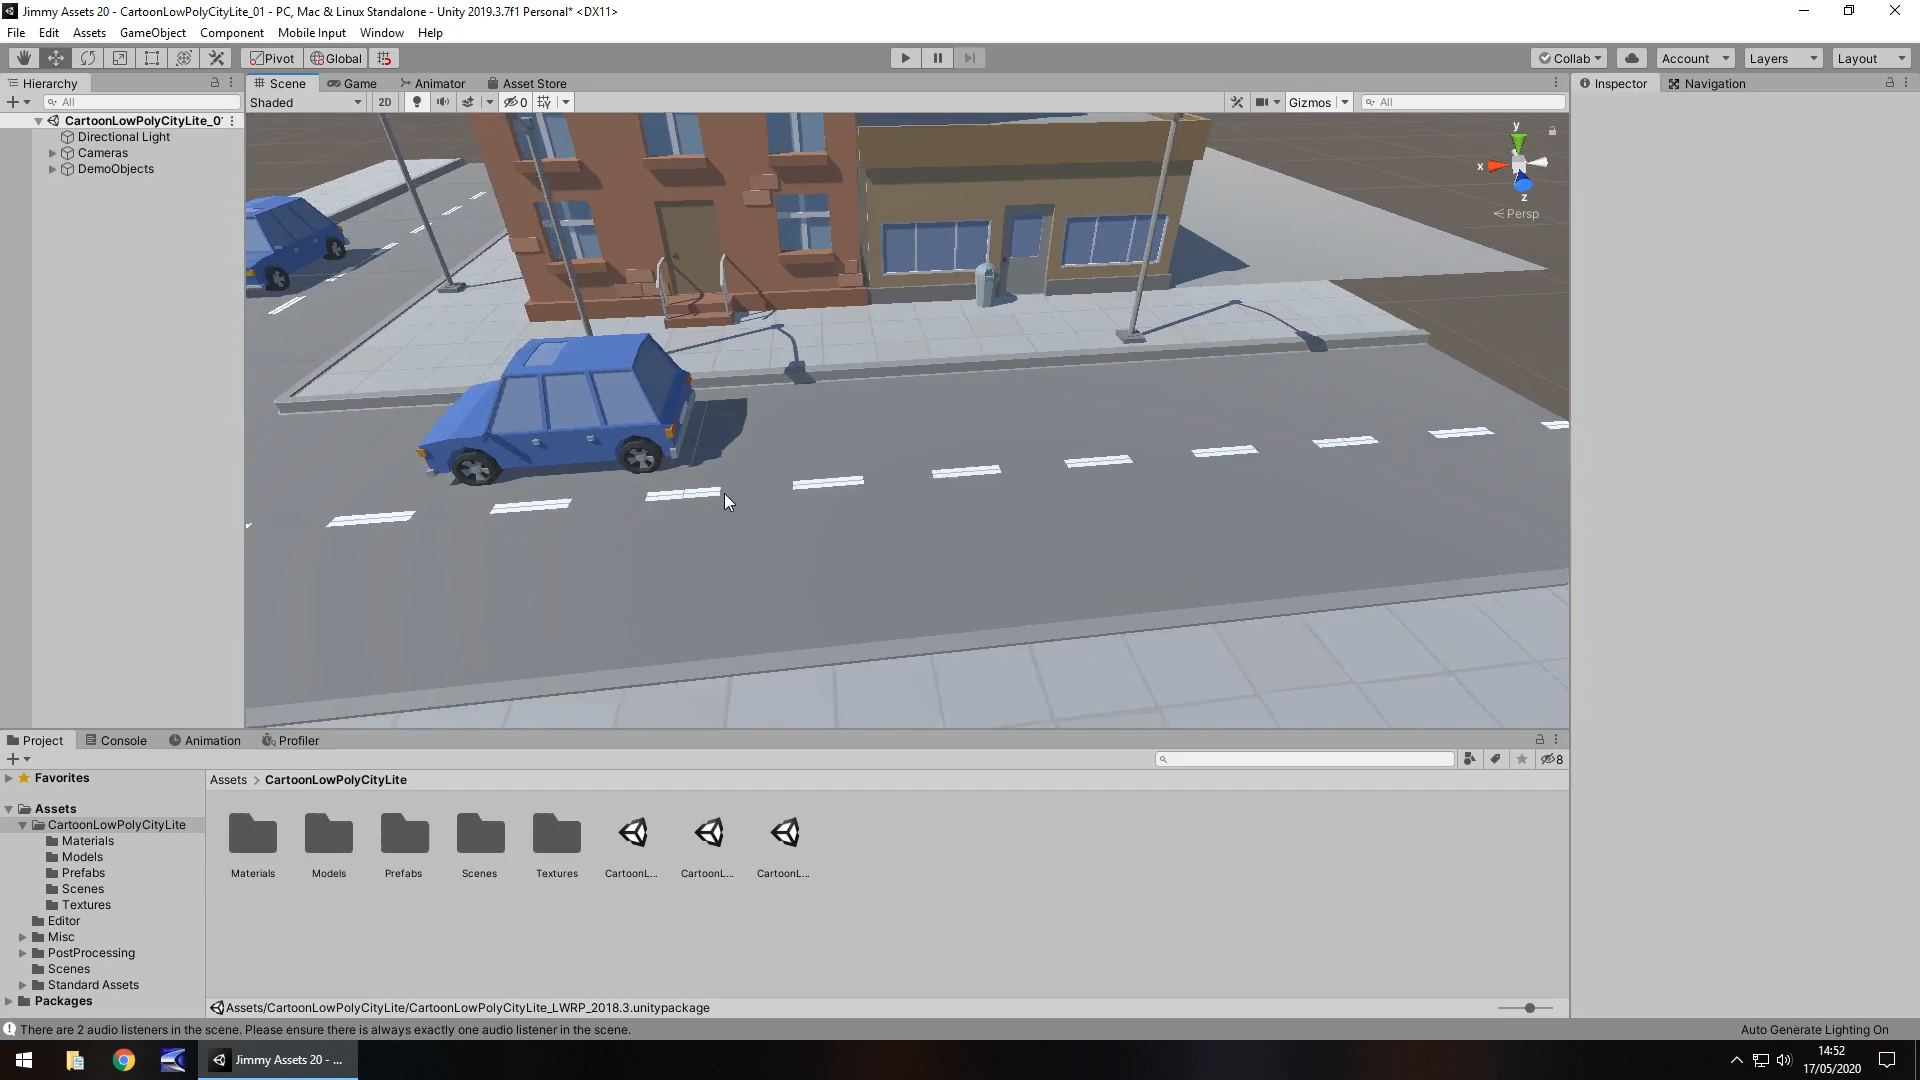 Jimmy Assets 20 - CartoonLowPolyCityLite_01 - PC, Mac & Linux Standalone - Unity 2019.3.7f1 Personal* <DX11>
File Edit Assets GameObject Component Mobile Input Window Help
Pivot Global Collab Account Layers Layout
Hierarchy Scene Game Animator Asset Store Inspector Navigation
All Shaded 2D 0 Gizmos All
CartoonLowPolyCityLite_0
Directional Light
Cameras
DemoObjects
y
x
z
Persp
Project Console Animation Profiler
8
Favorites
Assets > CartoonLowPolyCityLite
Assets
CartoonLowPolyCityLite
Materials
Models
Prefabs
Scenes
Textures
Editor
Misc
PostProcessing
Scenes
Standard Assets
Packages
Materials Models Prefabs Scenes Textures CartoonL... CartoonL... CartoonL...
Assets/CartoonLowPolyCityLite/CartoonLowPolyCityLite_LWRP_2018.3.unitypackage
There are 2 audio listeners in the scene. Please ensure there is always exactly one audio listener in the scene.
Auto Generate Lighting On
Jimmy Assets 20 - ...
14:52
17/05/2020